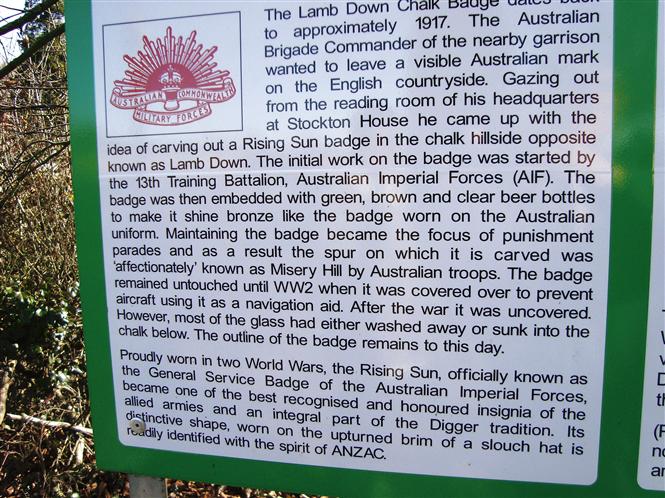 The Lamb Down Chalk Badge dates back
to approximately 1917. The Australian
Brigade Commander of the nearby garrison
wanted to leave a visible Australian mark
on the English countryside. Gazing out
from the reading room of his headquarters
at Stockton House he came up with the
AUSTRALIAN COMMONWEALTH
MILITARY FORCES
idea of carving out a Rising Sun badge in the chalk hillside opposite
known as Lamb Down. The initial work on the badge was started by
the 13th Training Battalion, Australian Imperial Forces (AIF). The
badge was then embedded with green, brown and clear beer bottles
to make it shine bronze like the badge worn on the Australian
uniform. Maintaining the badge became the focus of punishment
parades and as a result the spur on which it is carved was
'affectionately' known as Misery Hill by Australian troops. The badge
remained untouched until WW2 when it was covered over to prevent
aircraft using it as a navigation aid. After the war it was uncovered.
However, most of the glass had either washed away or sunk into the
chalk below. The outline of the badge remains to this day.
Proudly worn in two World Wars, the Rising Sun, officially known as
the General Service Badge of the Australian Imperial Forces,
became one of the best recognised and honoured insignia of the
allied armies and an integral part of the Digger tradition. Its
distinctive shape, worn on the upturned brim of a slouch hat is
readily identified with the spirit of ANZAC.